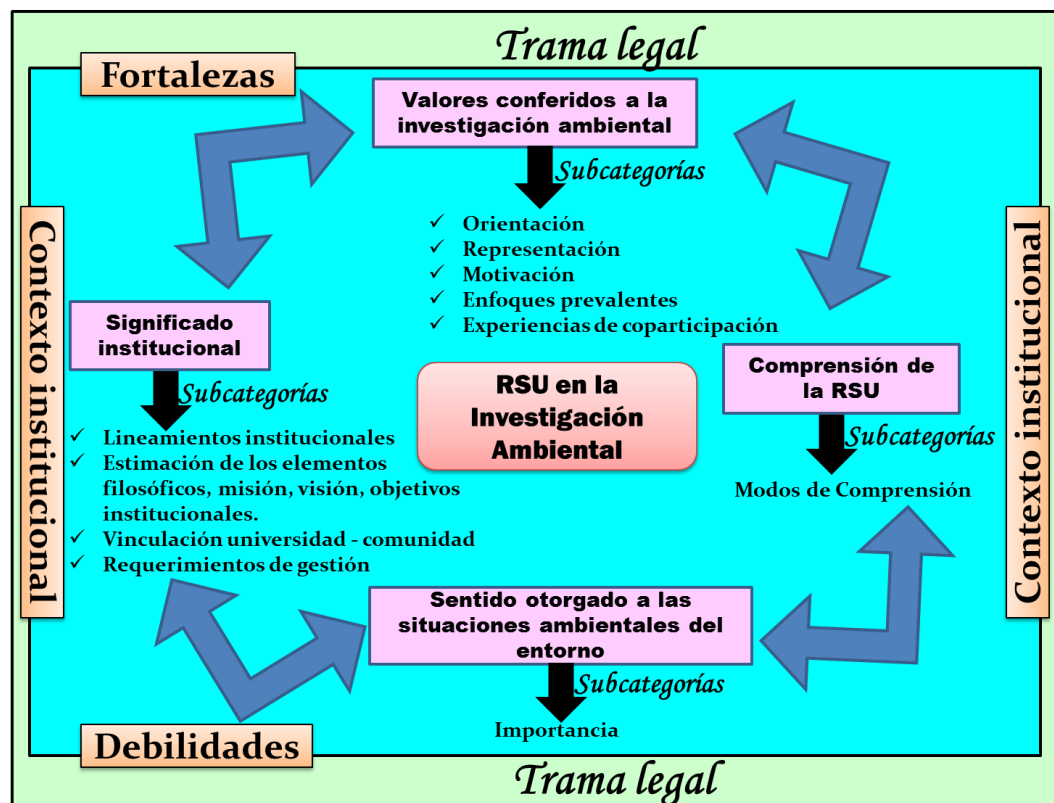 Trama legal
Fortalezas
Valores conferidos a la
investigación ambiental
Subcategorías
✓ Orientación
✓ Representación
✓ Motivación
✓ Enfoques prevalentes
✓ Experiencias de coparticipación
Contexto institucional
Significado
institucional
Subcategorías
✓ Lineamientos institucionales
✓ Estimación de los elementos
filosóficos, misión, visión, objetivos
institucionales.
✓ Vinculación universidad - comunidad
✓ Requerimientos de gestión
RSU en la
Investigación
Ambiental
Comprensión de
la RSU
Subcategorías
Modos de Comprensión
Contexto institucional
Sentido otorgado a las
situaciones ambientales del
entorno
Subcategorías
Importancia
Debilidades
Trama legal